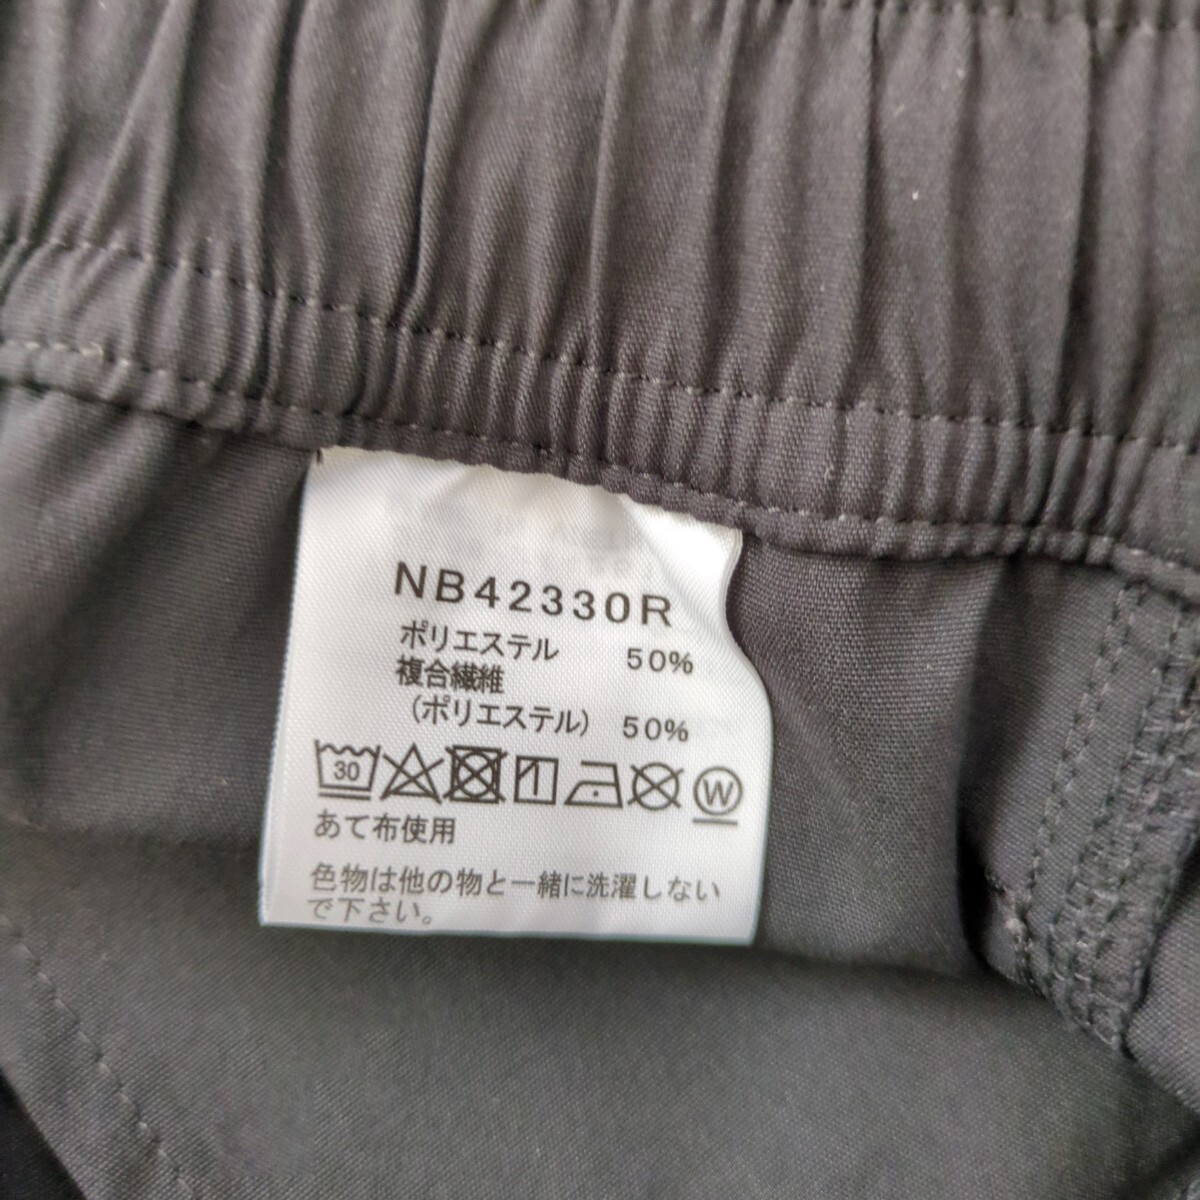 NB42330R
ポリエステル 50%
複合繊維
(ポリエステル) 50%
30 W
あて布使用
色物は他の物と一緒に洗濯しない
で下さい。